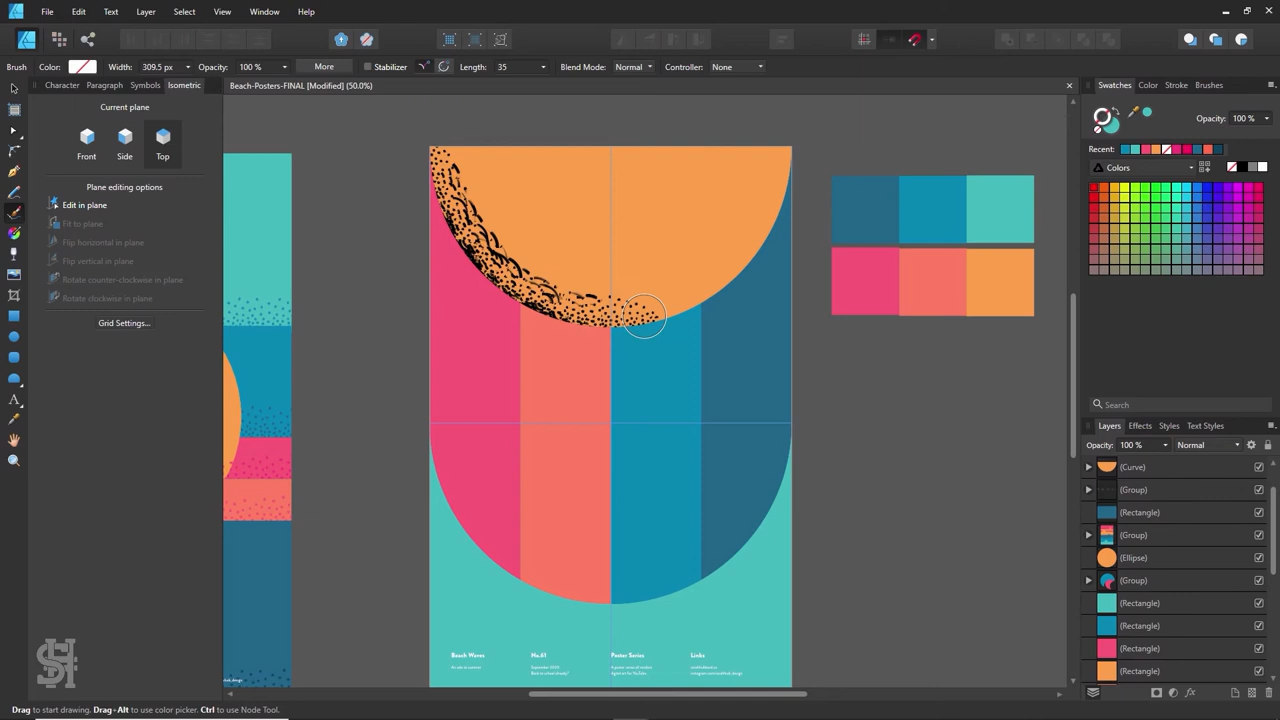 File Edit Text Layer Select View Window Help
Brush Color: Width: 309.5 px Opacity: 100 % More Stabilizer Length: 35 Blend Mode: Normal Controller: None
Character Paragraph Symbols Isometric
Beach-Posters-FINAL [Modified] (50.0%)
Swatches Color Stroke Brushes
Current plane
Front Side Top
Opacity: 100 %
Recent:
Colors
Plane editing options
Edit in plane
Fit to plane
Flip horizontal in plane
Flip vertical in plane
Rotate counter-clockwise in plane
Rotate clockwise in plane
Grid Settings...
Search
Layers Effects Styles Text Styles
Opacity: 100 % Normal
(Curve)
(Group)
(Rectangle)
(Group)
(Ellipse)
(Group)
(Rectangle)
(Rectangle)
(Rectangle)
(Rectangle)
Beach Waves No.61 Poster Series Links
Drag to start drawing. Drag+Alt to use color picker. Ctrl to use Node Tool.